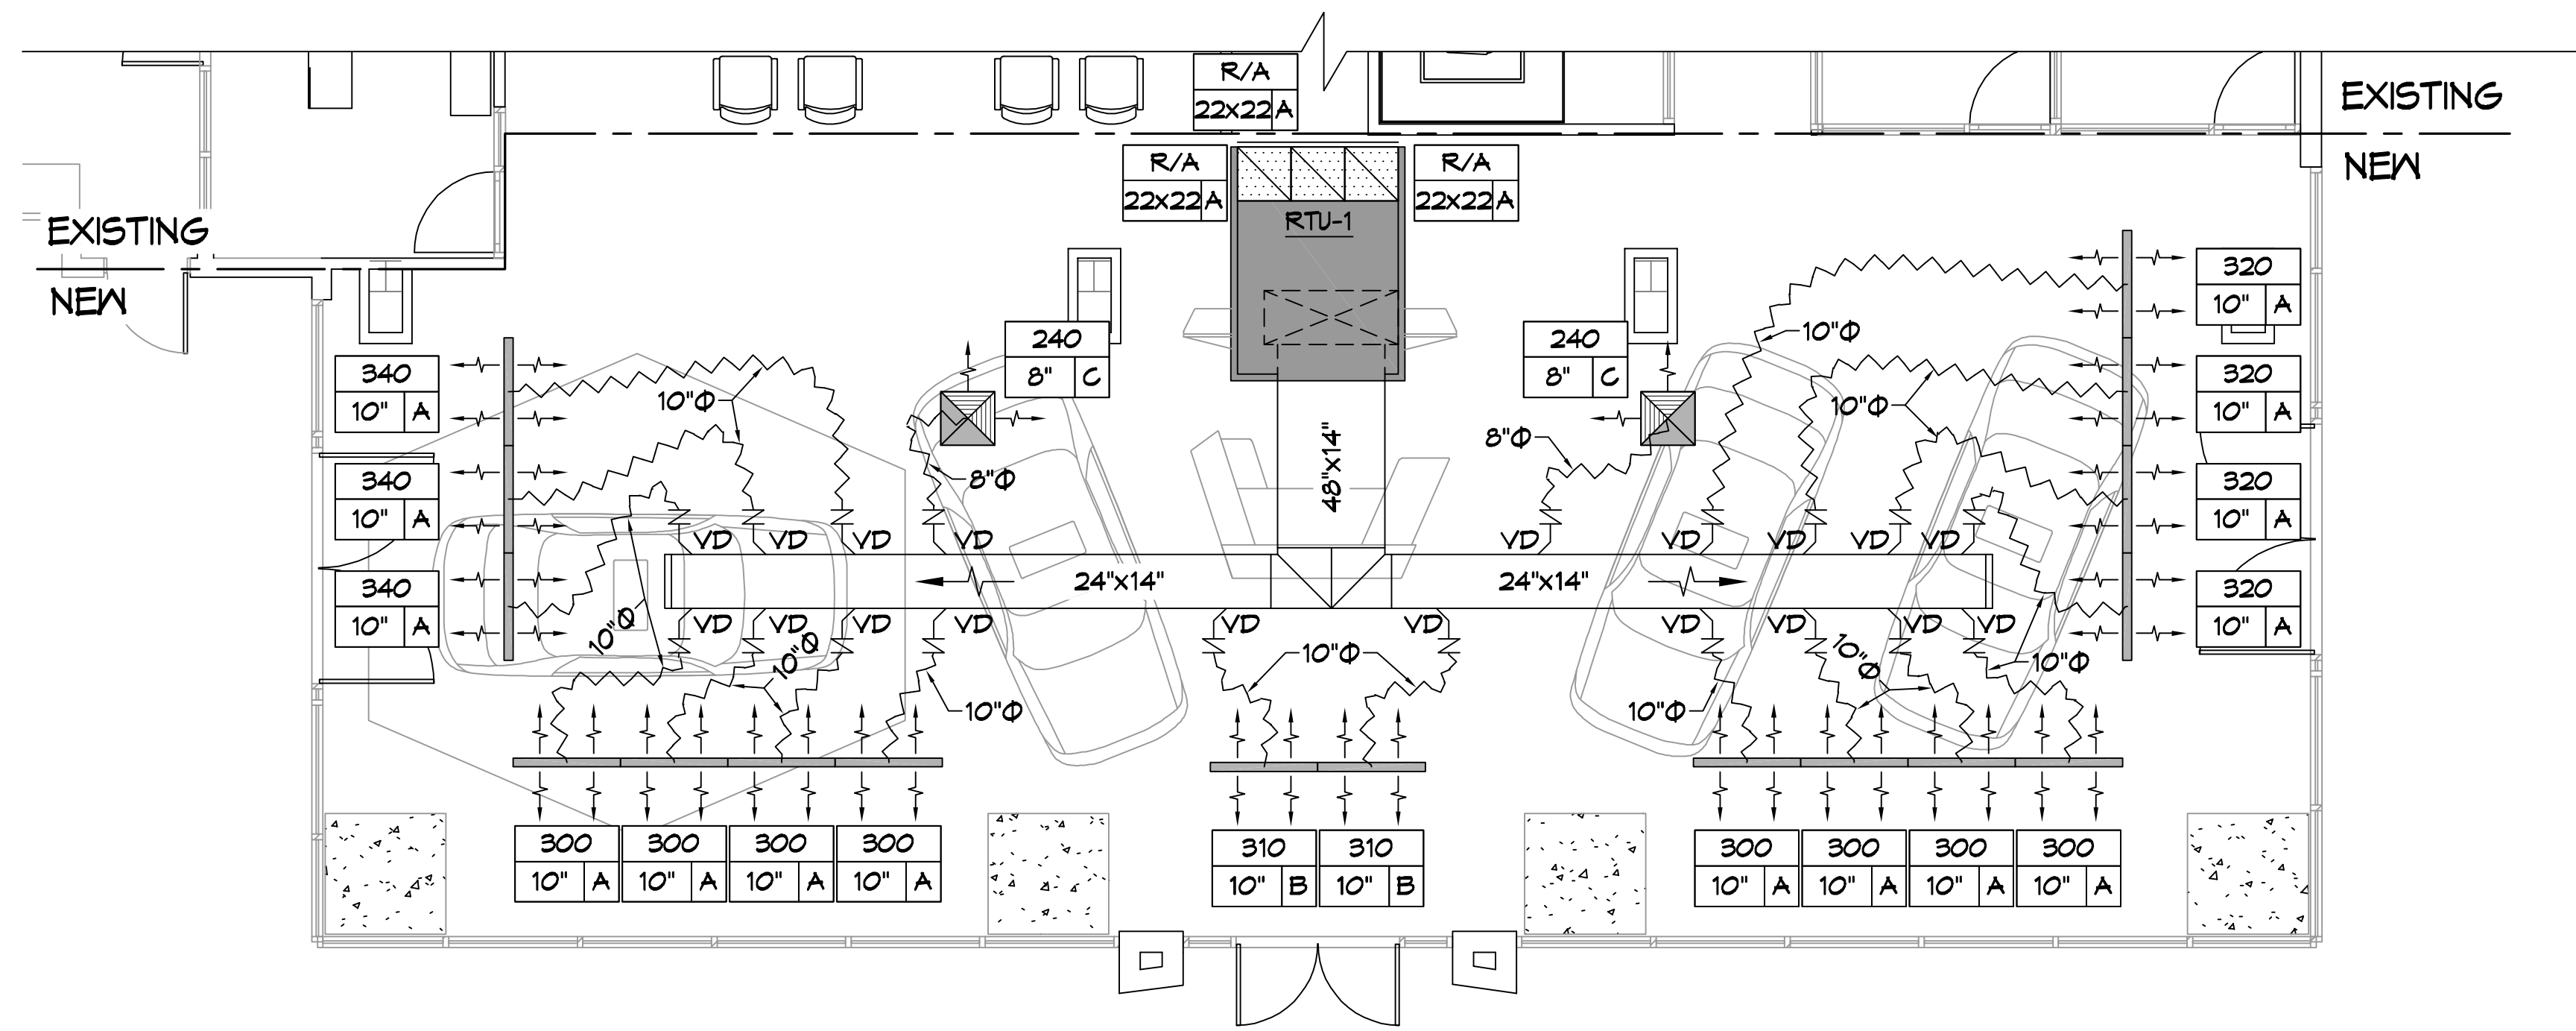 R/A
22x22 A
EXISTING
NEW
R/A
22x22 A
R/A
22x22 A
RTU-1
EXISTING
NEW
320
10" A
240
8" C
240
8" C
10"Φ
340
10" A
320
10" A
10"Φ
10"Φ
8"Φ
8"Φ
48"x14"
340
10" A
320
10" A
VD
VD
VD
VD
VD
VD
VD
VD
VD
24"x14"
24"x14"
340
10" A
320
10" A
VD
VD
VD
VD
VD
VD
VD
VD
VD
VD
10"Φ
10"Φ
10"Φ
10"Φ
10"Φ
10"Φ
10"Φ
300
10" A
300
10" A
300
10" A
300
10" A
310
10" B
310
10" B
300
10" A
300
10" A
300
10" A
300
10" A